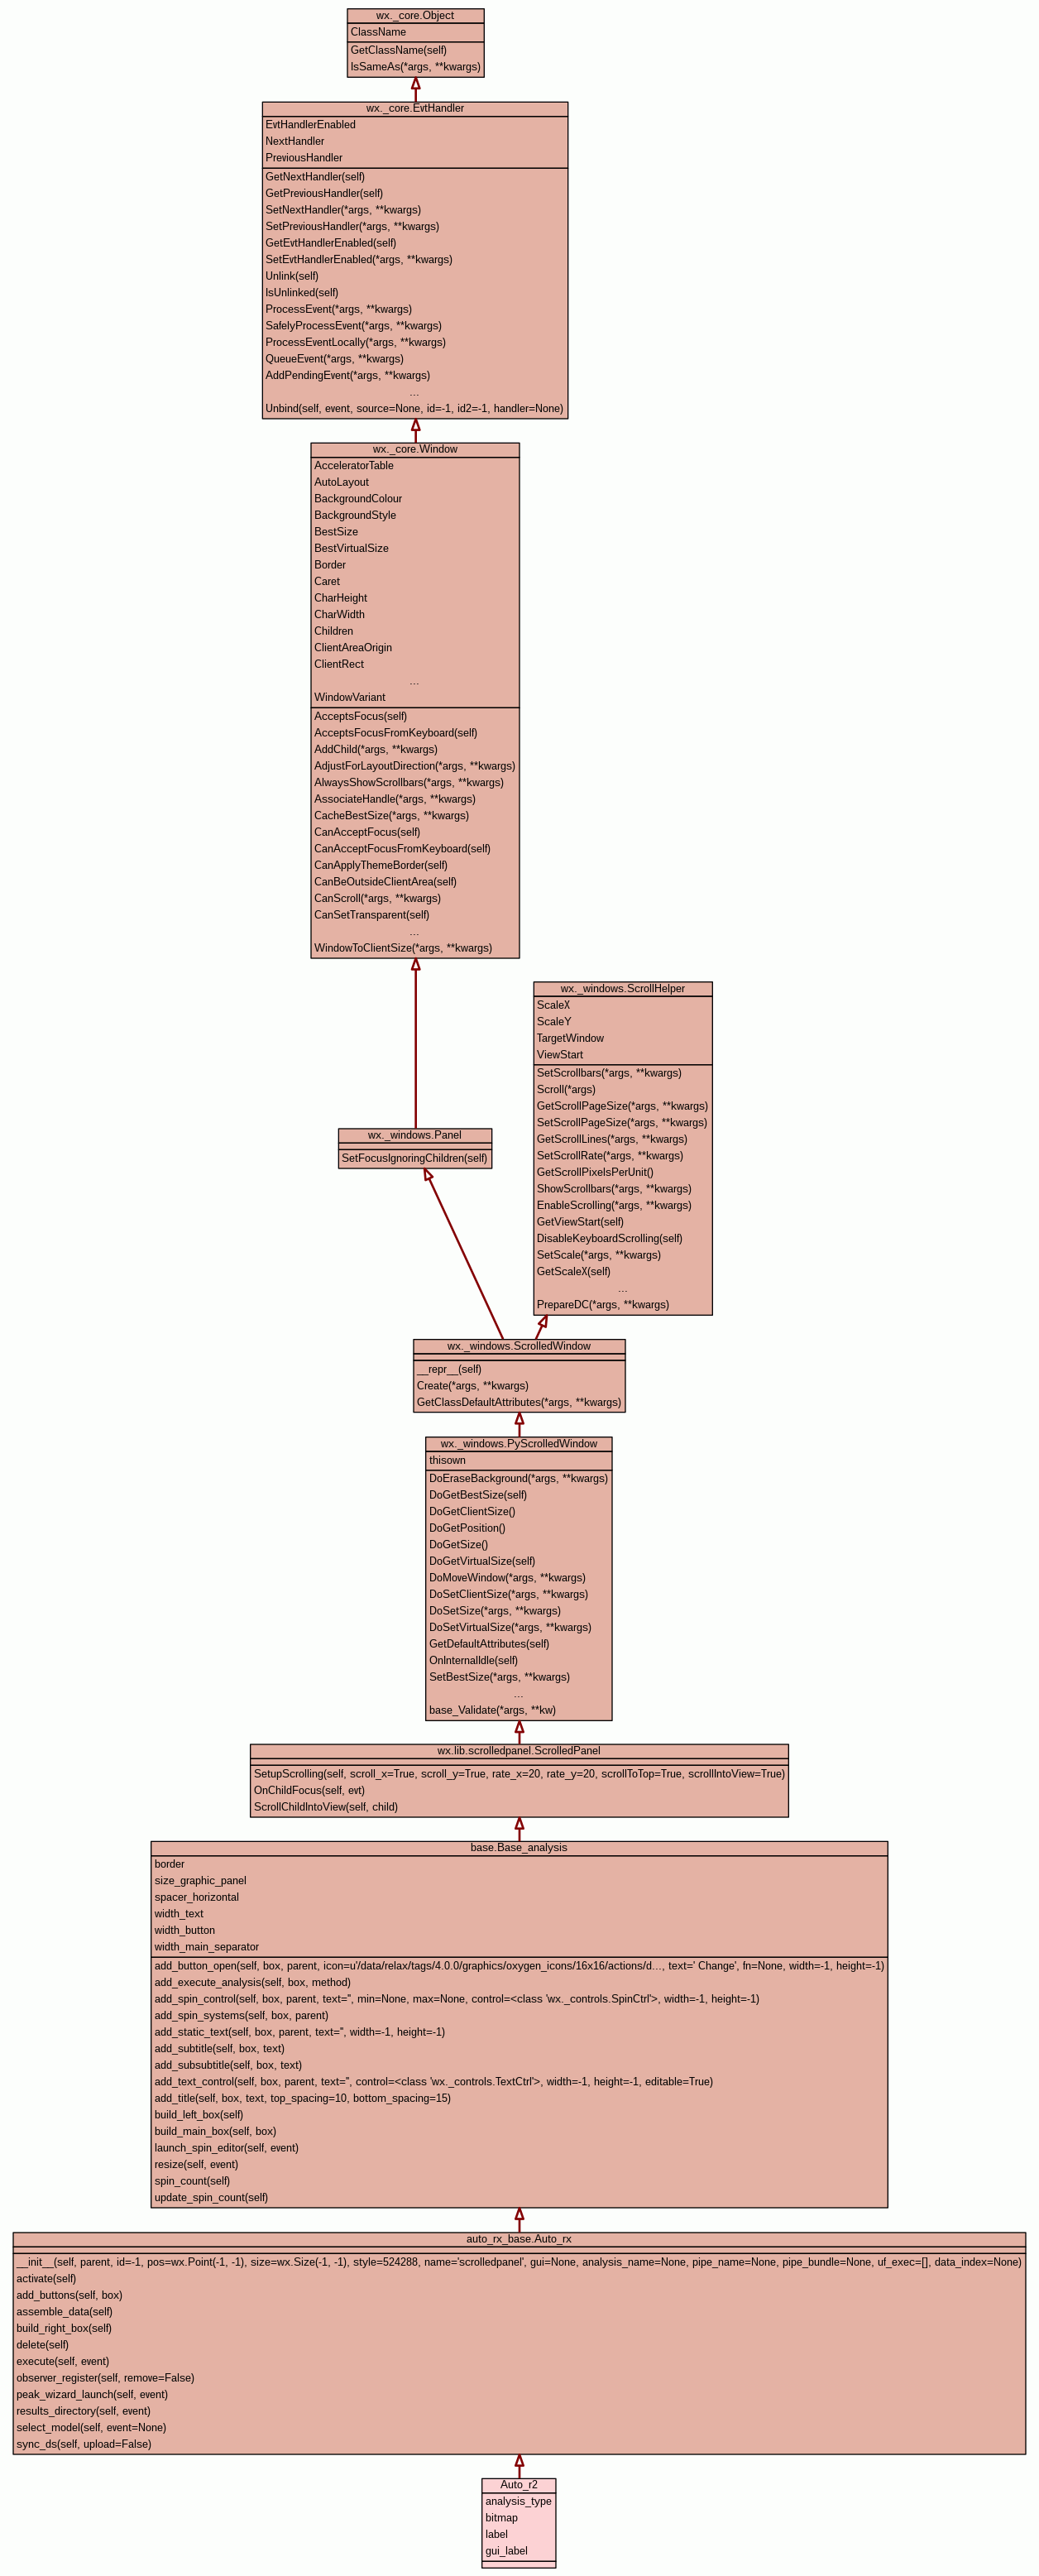 wx._core.Object
ClassName
GetClassName(self)
IsSameAs(*args, **kwargs)
wx._core.EvtHandler
EvtHandlerEnabled
NextHandler
PreviousHandler
GetNextHandler(self)
GetPreviousHandler(self)
SetNextHandler(*args, **kwargs)
SetPreviousHandler(*args, **kwargs)
GetEvtHandlerEnabled(self)
SetEvtHandlerEnabled(*args, **kwargs)
Unlink(self)
IsUnlinked(self)
ProcessEvent(*args, **kwargs)
SafelyProcessEvent(*args, **kwargs)
ProcessEventLocally(*args, **kwargs)
QueueEvent(*args, **kwargs)
AddPendingEvent(*args, **kwargs)
...
Unbind(self, event, source=None, id=-1, id2=-1, handler=None)
wx._core.Window
AcceleratorTable
AutoLayout
BackgroundColour
BackgroundStyle
BestSize
BestVirtualSize
Border
Caret
CharHeight
CharWidth
Children
ClientAreaOrigin
ClientRect
...
WindowVariant
AcceptsFocus(self)
AcceptsFocusFromKeyboard(self)
AddChild(*args, **kwargs)
AdjustForLayoutDirection(*args, **kwargs)
AlwaysShowScrollbars(*args, **kwargs)
AssociateHandle(*args, **kwargs)
CacheBestSize(*args, **kwargs)
CanAcceptFocus(self)
CanAcceptFocusFromKeyboard(self)
CanApplyThemeBorder(self)
CanBeOutsideClientArea(self)
CanScroll(*args, **kwargs)
CanSetTransparent(self)
...
WindowToClientSize(*args, **kwargs)
wx._windows.ScrollHelper
ScaleX
ScaleY
TargetWindow
ViewStart
SetScrollbars(*args, **kwargs)
Scroll(*args)
GetScrollPageSize(*args, **kwargs)
SetScrollPageSize(*args, **kwargs)
GetScrollLines(*args, **kwargs)
SetScrollRate(*args, **kwargs)
GetScrollPixelsPerUnit()
ShowScrollbars(*args, **kwargs)
EnableScrolling(*args, **kwargs)
GetViewStart(self)
DisableKeyboardScrolling(self)
SetScale(*args, **kwargs)
GetScaleX(self)
...
PrepareDC(*args, **kwargs)
wx._windows.Panel
SetFocusIgnoringChildren(self)
wx._windows.ScrolledWindow
__repr__(self)
Create(*args, **kwargs)
GetClassDefaultAttributes(*args, **kwargs)
wx._windows.PyScrolledWindow
thisown
DoEraseBackground(*args, **kwargs)
DoGetBestSize(self)
DoGetClientSize()
DoGetPosition()
DoGetSize()
DoGetVirtualSize(self)
DoMoveWindow(*args, **kwargs)
DoSetClientSize(*args, **kwargs)
DoSetSize(*args, **kwargs)
DoSetVirtualSize(*args, **kwargs)
GetDefaultAttributes(self)
OnInternalIdle(self)
SetBestSize(*args, **kwargs)
...
base_Validate(*args, **kw)
wx.lib.scrolledpanel.ScrolledPanel
SetupScrolling(self, scroll_x=True, scroll_y=True, rate_x=20, rate_y=20, scrollToTop=True, scrollIntoView=True)
OnChildFocus(self, evt)
ScrollChildIntoView(self, child)
base.Base_analysis
border
size_graphic_panel
spacer_horizontal
width_text
width_button
width_main_separator
add_button_open(self, box, parent, icon=u'/data/relax/tags/4.0.0/graphics/oxygen_icons/16x16/actions/d..., text=' Change', fn=None, width=-1, height=-1)
add_execute_analysis(self, box, method)
add_spin_control(self, box, parent, text='', min=None, max=None, control=<class 'wx._controls.SpinCtrl'>, width=-1, height=-1)
add_spin_systems(self, box, parent)
add_static_text(self, box, parent, text='', width=-1, height=-1)
add_subtitle(self, box, text)
add_subsubtitle(self, box, text)
add_text_control(self, box, parent, text='', control=<class 'wx._controls.TextCtrl'>, width=-1, height=-1, editable=True)
add_title(self, box, text, top_spacing=10, bottom_spacing=15)
build_left_box(self)
build_main_box(self, box)
launch_spin_editor(self, event)
resize(self, event)
spin_count(self)
update_spin_count(self)
auto_rx_base.Auto_rx
__init__(self, parent, id=-1, pos=wx.Point(-1, -1), size=wx.Size(-1, -1), style=524288, name='scrolledpanel', gui=None, analysis_name=None, pipe_name=None, pipe_bundle=None, uf_exec=[], data_index=None)
activate(self)
add_buttons(self, box)
assemble_data(self)
build_right_box(self)
delete(self)
execute(self, event)
observer_register(self, remove=False)
peak_wizard_launch(self, event)
results_directory(self, event)
select_model(self, event=None)
sync_ds(self, upload=False)
Auto_r2
analysis_type
bitmap
label
gui_label